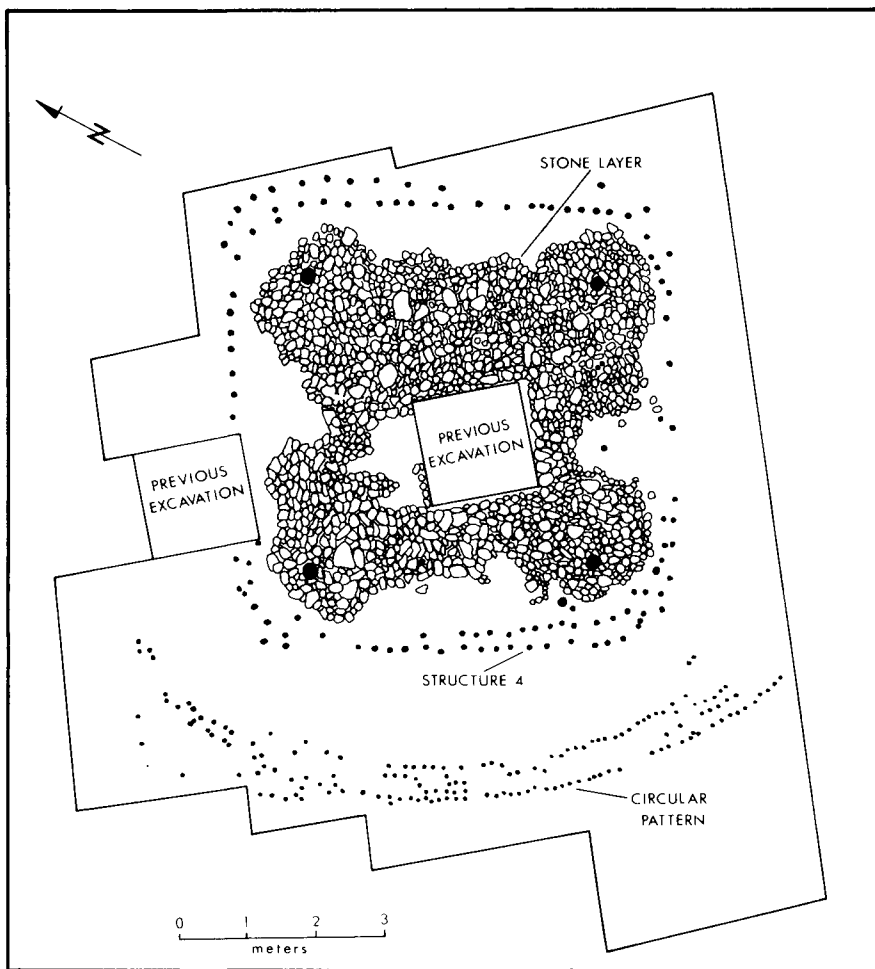 N
STONE LAYER
PREVIOUS
EXCAVATION
PREVIOUS
EXCAVATION
STRUCTURE 4
CIRCULAR
PATTERN
0 1 2 3
meters